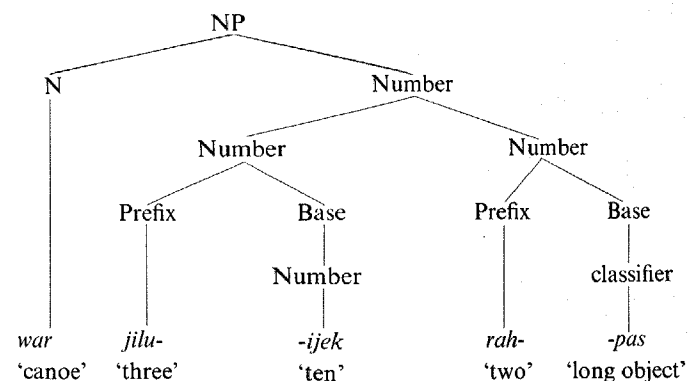 NP
N Number
Number Number
Prefix Base Prefix Base
Number classifier
war jilu- -ijek rah- -pas
‘canoe’ ‘three’ ‘ten’ ‘two’ ‘long object’